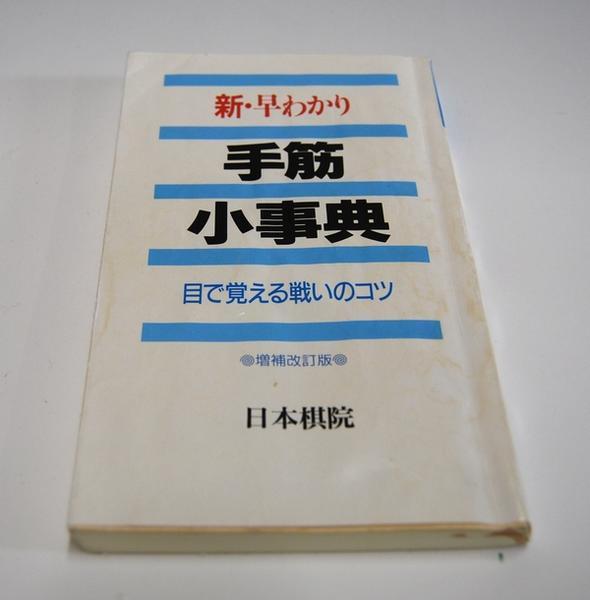 新・早わかり
手筋
小事典
目で覚える戦いのコツ
増補改訂版
日本棋院